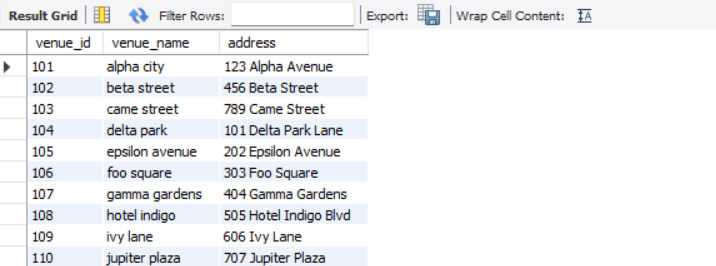 Result Grid Filter Rows: Export: Wrap Cell Content: IA
venue_id venue_name address
101 alpha city 123 Alpha Avenue
102 beta street 456 Beta Street
103 came street 789 Came Street
104 delta park 101 Delta Park Lane
105 epsilon avenue 202 Epsilon Avenue
106 foo square 303 Foo Square
107 gamma gardens 404 Gamma Gardens
108 hotel indigo 505 Hotel Indigo Blvd
109 ivy lane 606 Ivy Lane
110 jupiter plaza 707 Jupiter Plaza